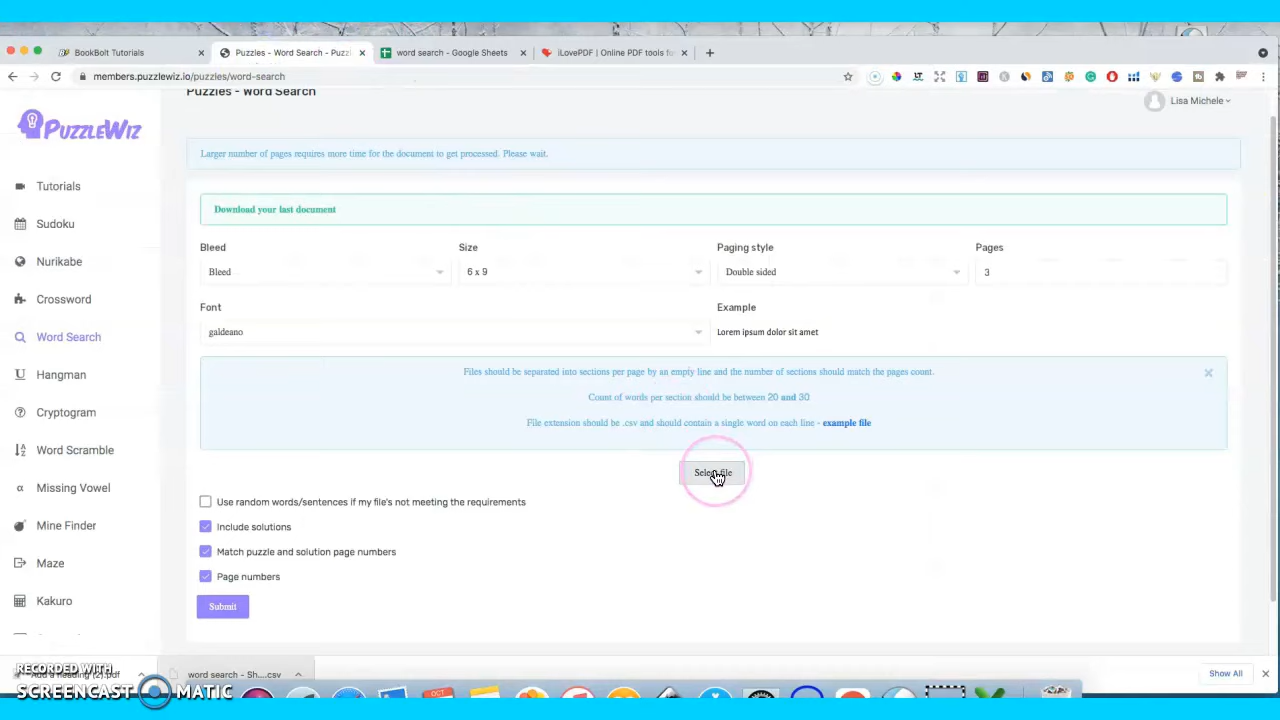 BookBolt Tutorials
Puzzles - Word Search - Puzzl
word search - Google Sheets
iLovePDF | Online PDF tools fo
members.puzzlewiz.io/puzzles/word-search
PUZZLEWIZ
Tutorials
Sudoku
Nurikabe
Crossword
Word Search
Hangman
Cryptogram
Word Scramble
Missing Vowel
Mine Finder
Maze
Kakuro
Puzzles - Word Search
Lisa Michele
Larger number of pages requires more time for the document to get processed. Please wait.
Download your last document
Bleed
Size
Paging style
Pages
Bleed
6 x 9
Double sided
3
Font
Example
galdeano
Lorem ipsum dolor sit amet
Files should be separated into sections per page by an empty line and the number of sections should match the pages count.
Count of words per section should be between 20 and 30
File extension should be .csv and should contain a single word on each line - example file
Select file
Use random words/sentences if my file's not meeting the requirements
Include solutions
Match puzzle and solution page numbers
Page numbers
Submit
Add a heading (2).pdf
word search - Sh....csv
Show All
RECORDED WITH
SCREENCAST MATIC
OCT